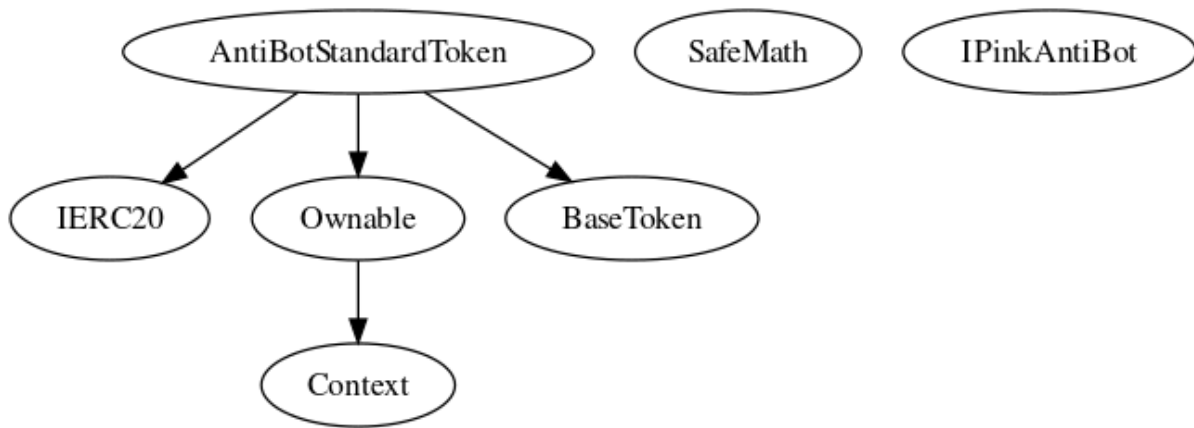 AntiBotStandardToken
SafeMath
IPinkAntiBot
IERC20
Ownable
BaseToken
Context